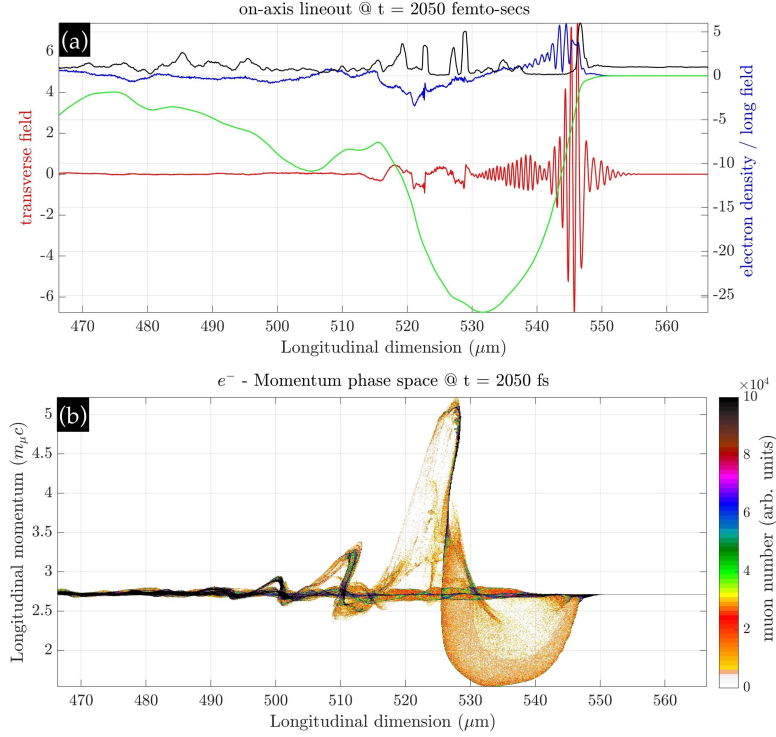 on-axis lineout @ t = 2050 femto-secs
(a)
transverse field
6
4
2
0
-2
-4
-6
5
0
-5
-10
-15
-20
-25
electron density / long field
470 480 490 500 510 520 530 540 550 560
Longitudinal dimension (μm)
e⁻ - Momentum phase space @ t = 2050 fs
(b)
Longitudinal momentum (mμc)
5
4.5
4
3.5
3
2.5
2
×10⁴
10
8
6
4
2
0
muon number (arb. units)
470 480 490 500 510 520 530 540 550 560
Longitudinal dimension (μm)